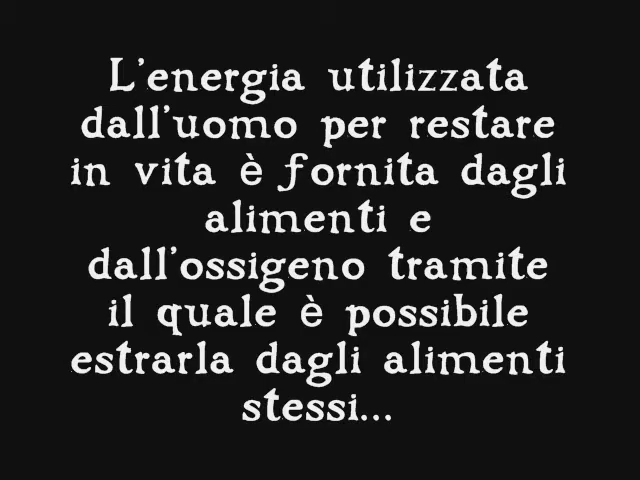 L'energia utilizzata
dall'uomo per restare
in vita è fornita dagli
alimenti e
dall'ossigeno tramite
il quale è possibile
estrarla dagli alimenti
stessi...